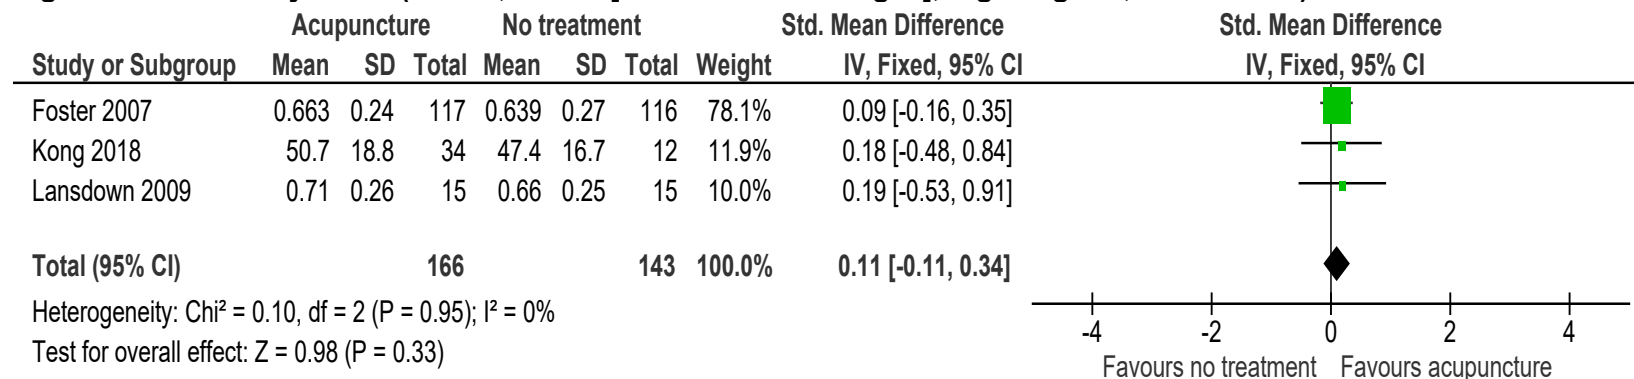 Acupuncture No treatment Std. Mean Difference Std. Mean Difference
Study or Subgroup Mean SD Total Mean SD Total Weight IV, Fixed, 95% CI IV, Fixed, 95% CI
Foster 2007 0.663 0.24 117 0.639 0.27 116 78.1% 0.09 [-0.16, 0.35]
Kong 2018 50.7 18.8 34 47.4 16.7 12 11.9% 0.18 [-0.48, 0.84]
Lansdown 2009 0.71 0.26 15 0.66 0.25 15 10.0% 0.19 [-0.53, 0.91]
Total (95% CI) 166 143 100.0% 0.11 [-0.11, 0.34]
Heterogeneity: Chi² = 0.10, df = 2 (P = 0.95); I² = 0%
Test for overall effect: Z = 0.98 (P = 0.33)
-4 -2 0 2 4
Favours no treatment Favours acupuncture